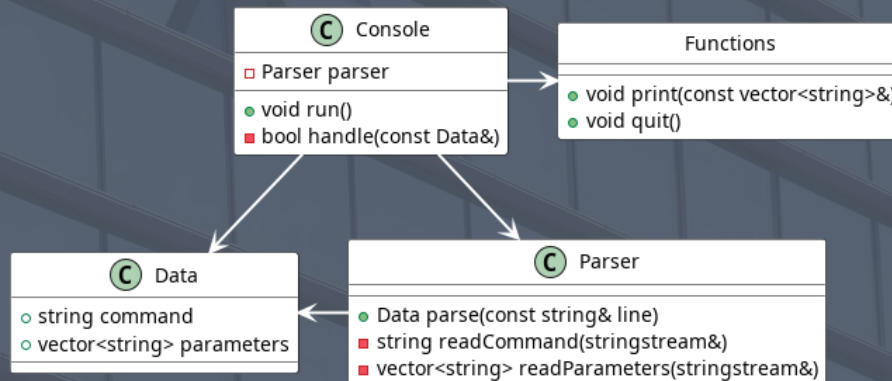 C Console
Parser parser
void run()
bool handle(const Data&)
Functions
void print(const vector<string>&)
void quit()
C Data
string command
vector<string> parameters
C Parser
Data parse(const string& line)
string readCommand(stringstream&)
vector<string> readParameters(stringstream&)